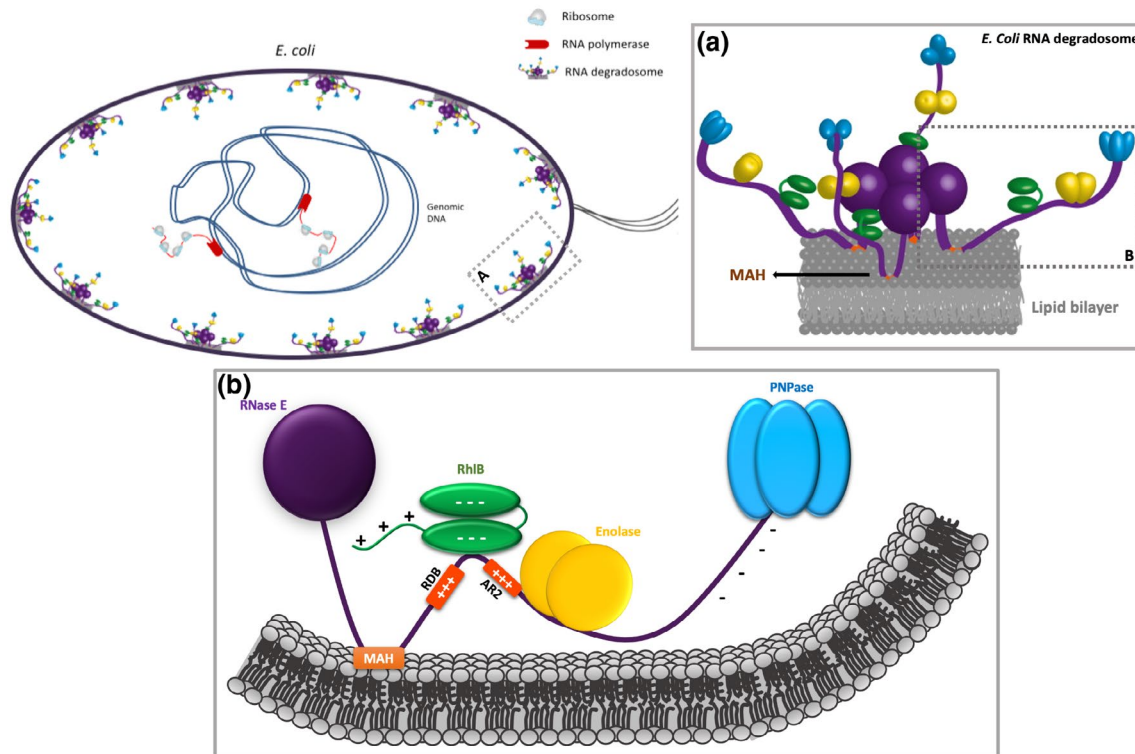 E. coli
Ribosome
RNA polymerase
RNA degradosome
Genomic
DNA
A
(a)
E. Coli RNA degradosome
B
MAH
Lipid bilayer
(b)
RNase E
RhlB
PNPase
Enolase
+ + +
- - -
- - -
RDB
+++
AR2
+++
- - - -
MAH